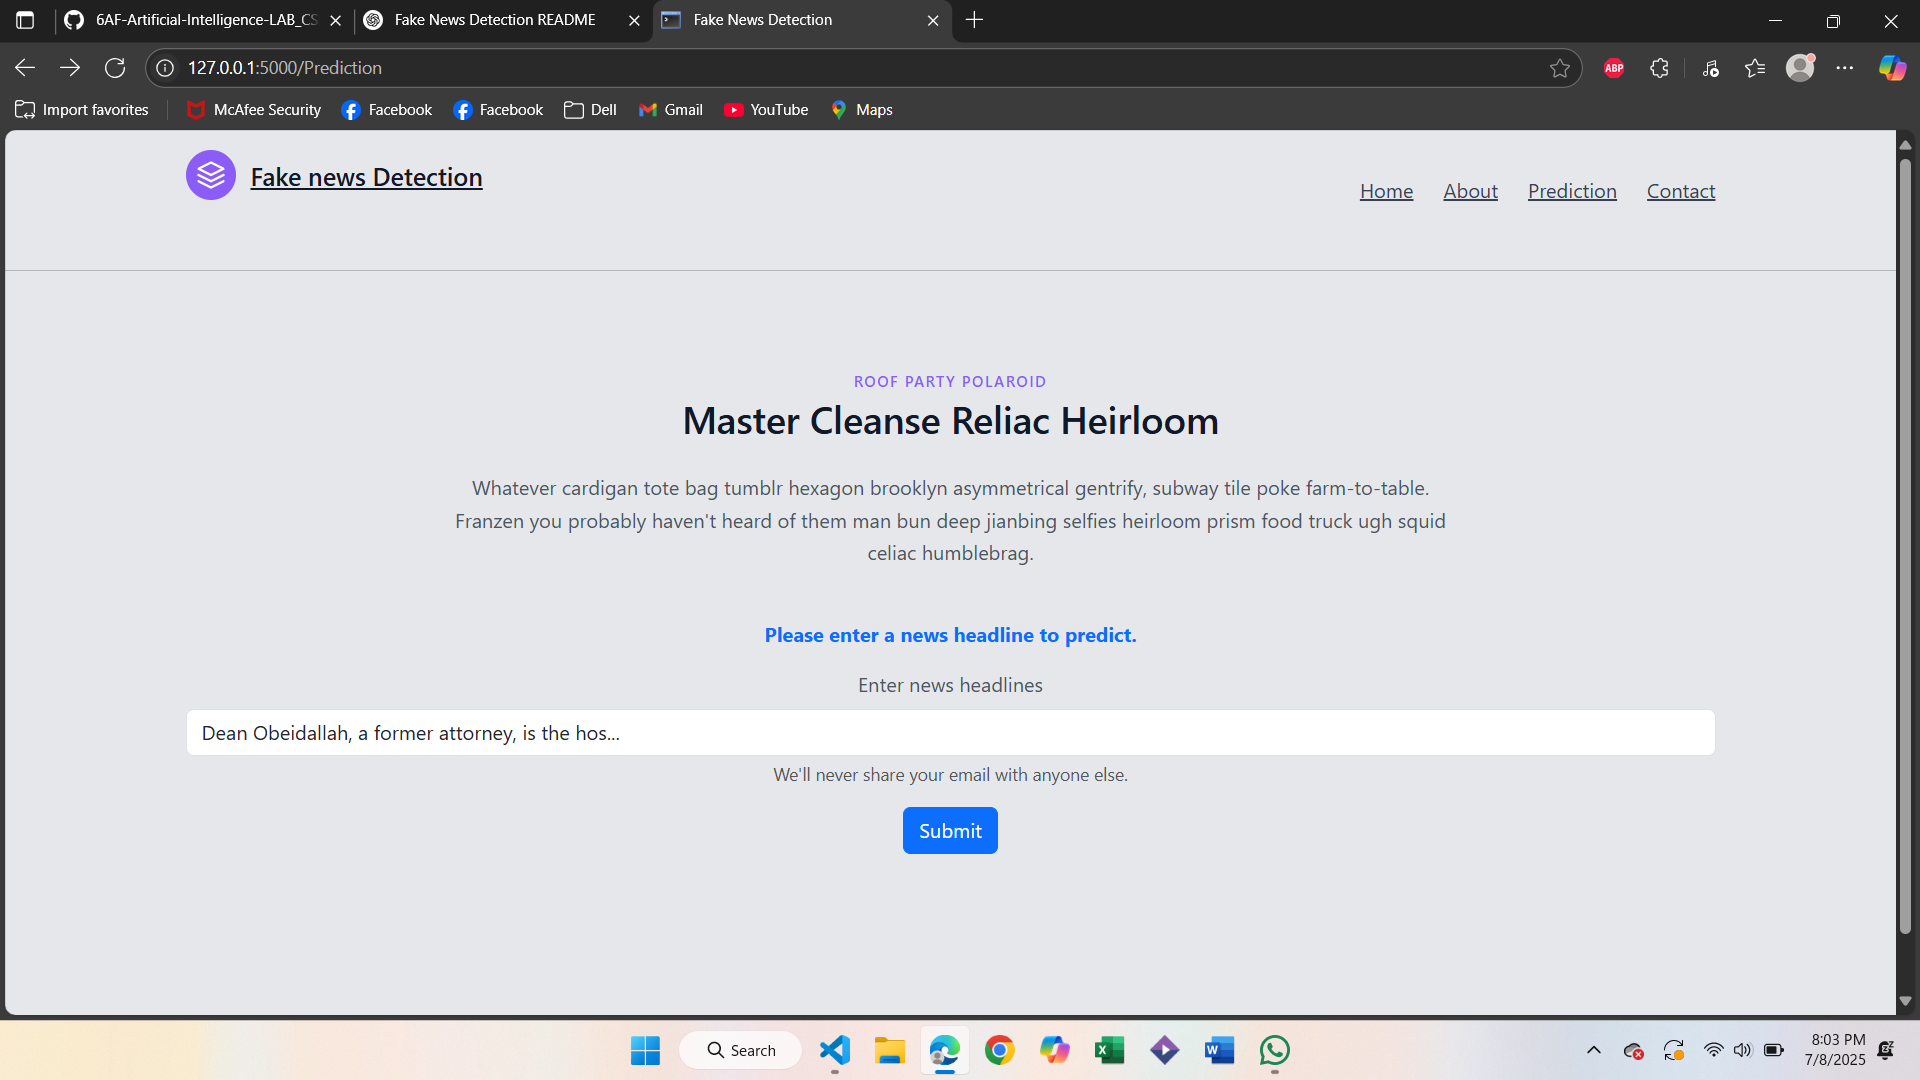 6AF-Artificial-Intelligence-LAB_CS
Fake News Detection README
Fake News Detection
127.0.0.1:5000/Prediction
ABP
Import favorites
McAfee Security
Facebook
Facebook
Dell
Gmail
YouTube
Maps
Fake news Detection
Home
About
Prediction
Contact
ROOF PARTY POLAROID
Master Cleanse Reliac Heirloom
Whatever cardigan tote bag tumblr hexagon brooklyn asymmetrical gentrify, subway tile poke farm-to-table.
Franzen you probably haven't heard of them man bun deep jianbing selfies heirloom prism food truck ugh squid
celiac humblebrag.
Please enter a news headline to predict.
Enter news headlines
Dean Obeidallah, a former attorney, is the hos...
We'll never share your email with anyone else.
Submit
Search
8:03 PM
7/8/2025